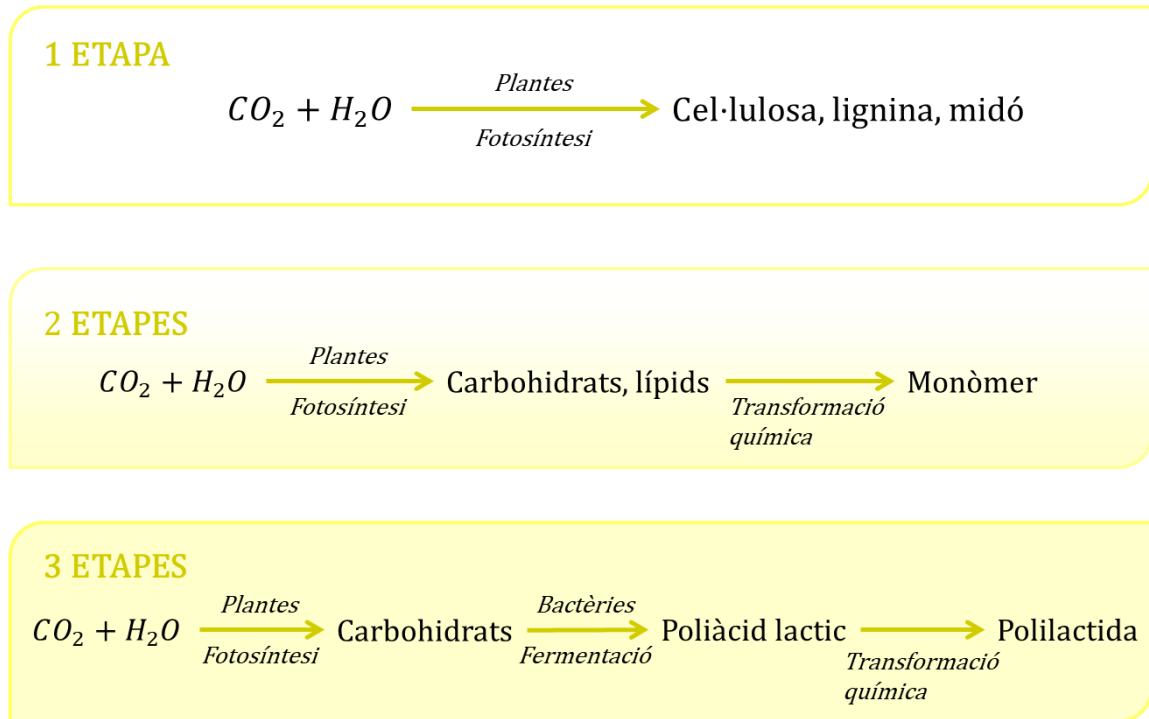 1 ETAPA
Plantes
CO₂ + H₂O Cel·lulosa, lignina, midó
Fotosíntesi
2 ETAPES
Plantes
CO₂ + H₂O Carbohidrats, lípids Monòmer
Fotosíntesi Transformació
química
3 ETAPES
Plantes Bactèries
CO₂ + H₂O Carbohidrats Poliàcid lactic Polilactida
Fotosíntesi Fermentació Transformació
química